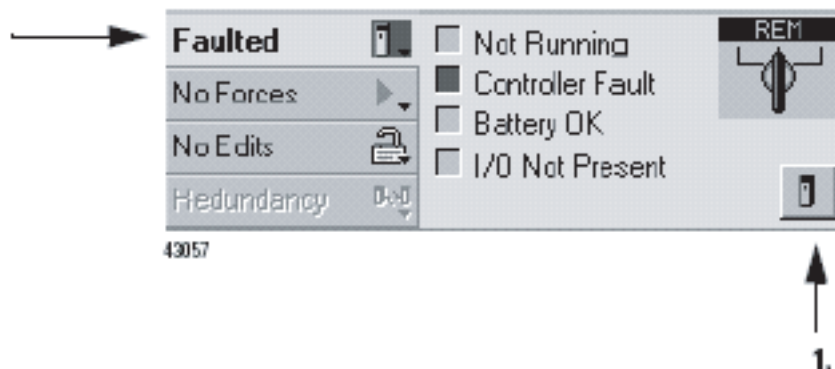 Faulted
No Forces
No Edits
Redundancy
Not Running
Controller Fault
Battery OK
I/O Not Present
REM
43057
1.